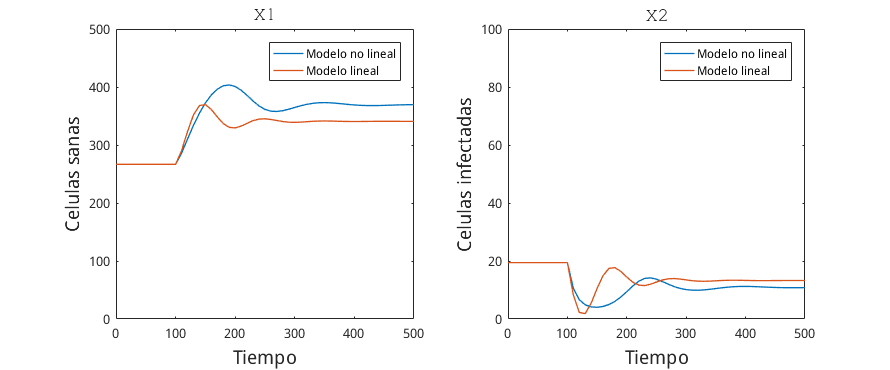 X1
500
400
300
200
100
0
Celulas sanas
Modelo no lineal
Modelo lineal
0 100 200 300 400 500
Tiempo
X2
100
80
60
40
20
0
Celulas infectadas
Modelo no lineal
Modelo lineal
0 100 200 300 400 500
Tiempo